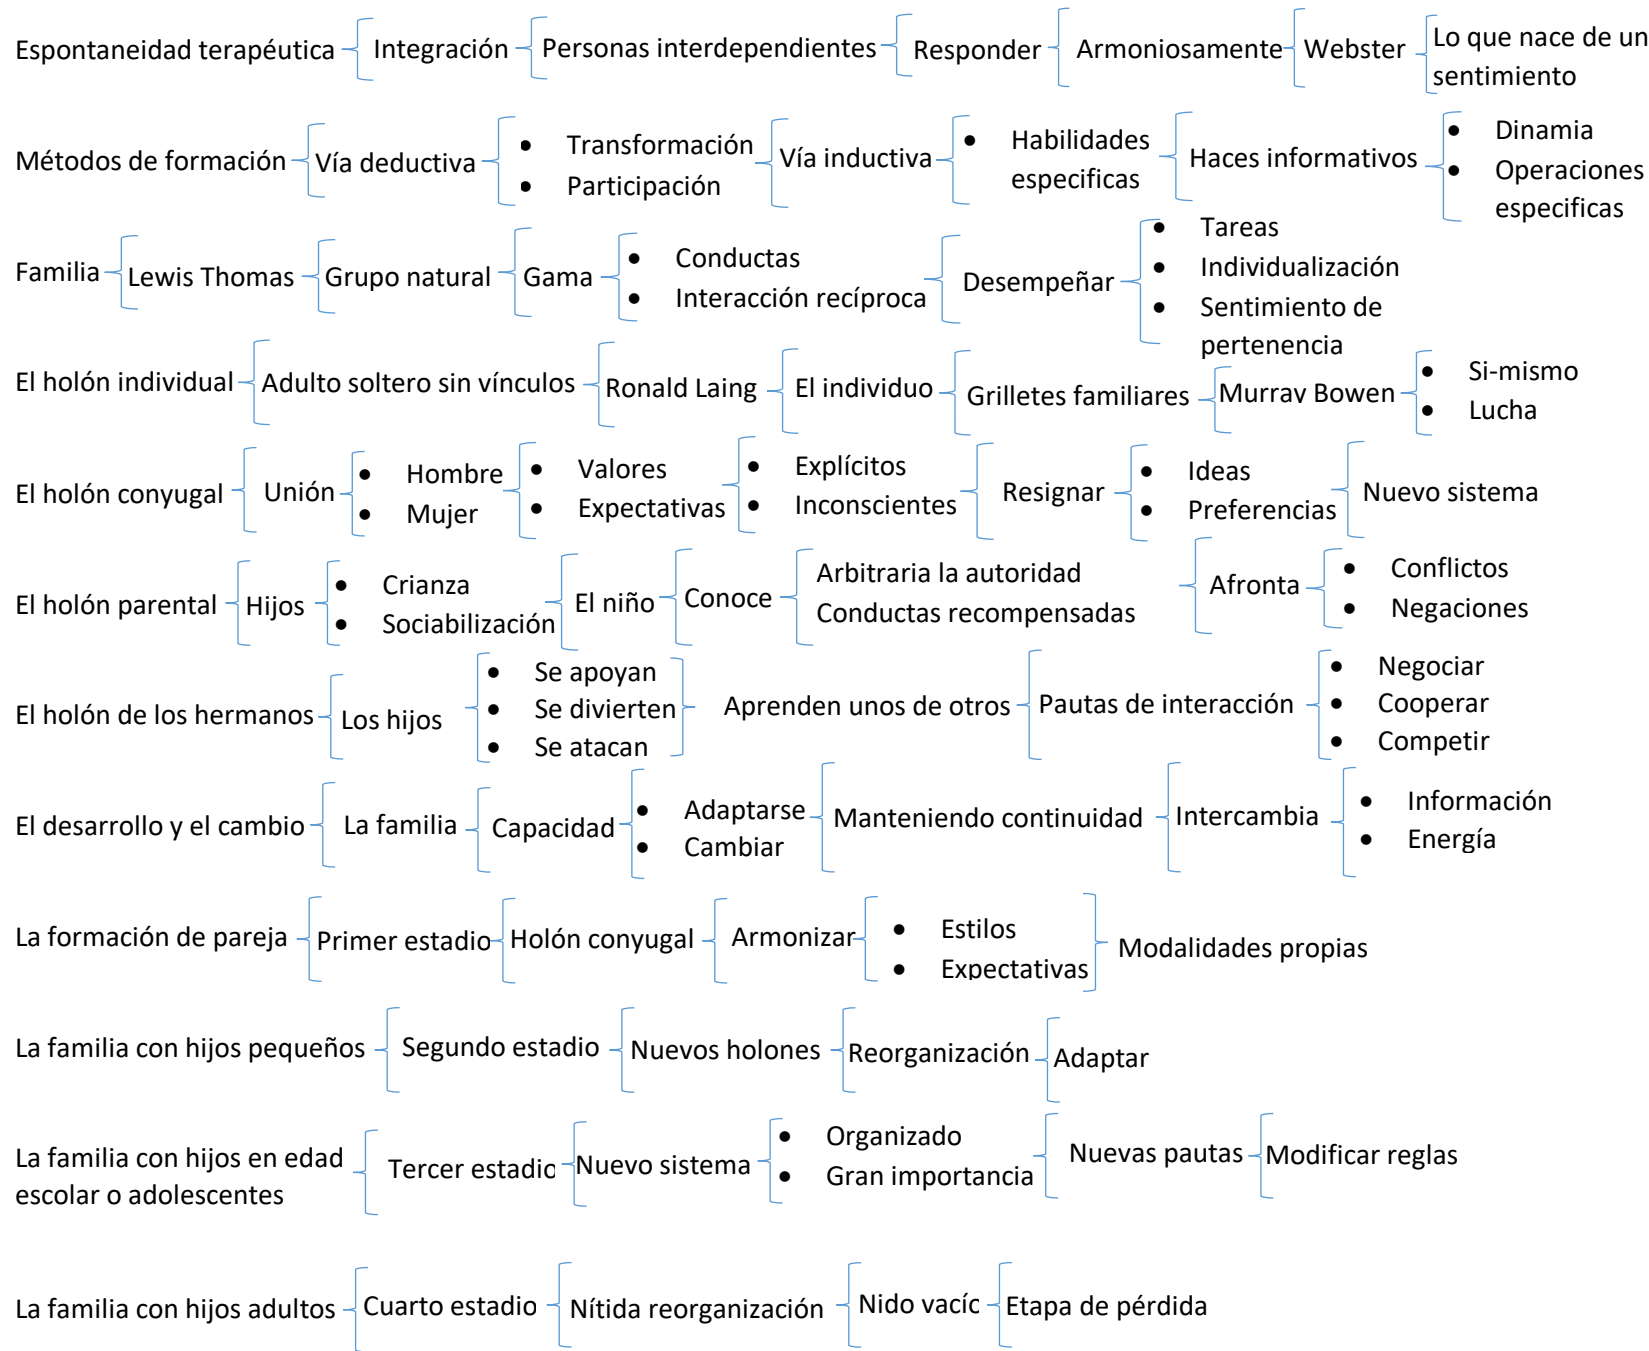 Espontaneidad terapéutica Integración Personas interdependientes Responder Armoniosamente Webster Lo que nace de un
sentimiento
Métodos de formación Vía deductiva • Transformación
• Participación
Vía inductiva • Habilidades
especificas
Haces informativos • Dinamia
• Operaciones
especificas
Familia Lewis Thomas Grupo natural Gama • Conductas
• Interacción recíproca
Desempeñar • Tareas
• Individualización
• Sentimiento de
pertenencia
El holón individual Adulto soltero sin vínculos Ronald Laing El individuo Grilletes familiares Murray Bowen • Si-mismo
• Lucha
El holón conyugal Unión • Hombre
• Mujer
• Valores
• Expectativas
• Explícitos
• Inconscientes
Resignar • Ideas
• Preferencias
Nuevo sistema
El holón parental Hijos • Crianza
• Sociabilización
El niño Conoce Arbitraria la autoridad
Conductas recompensadas
Afronta • Conflictos
• Negaciones
El holón de los hermanos Los hijos • Se apoyan
• Se divierten
• Se atacan
Aprenden unos de otros Pautas de interacción • Negociar
• Cooperar
• Competir
El desarrollo y el cambio La familia Capacidad • Adaptarse
• Cambiar
Manteniendo continuidad Intercambia • Información
• Energía
La formación de pareja Primer estadio Holón conyugal Armonizar • Estilos
• Expectativas
Modalidades propias
La familia con hijos pequeños Segundo estadio Nuevos holones Reorganización Adaptar
La familia con hijos en edad
escolar o adolescentes
Tercer estadio Nuevo sistema • Organizado
• Gran importancia
Nuevas pautas Modificar reglas
La familia con hijos adultos Cuarto estadio Nítida reorganización Nido vacío Etapa de pérdida